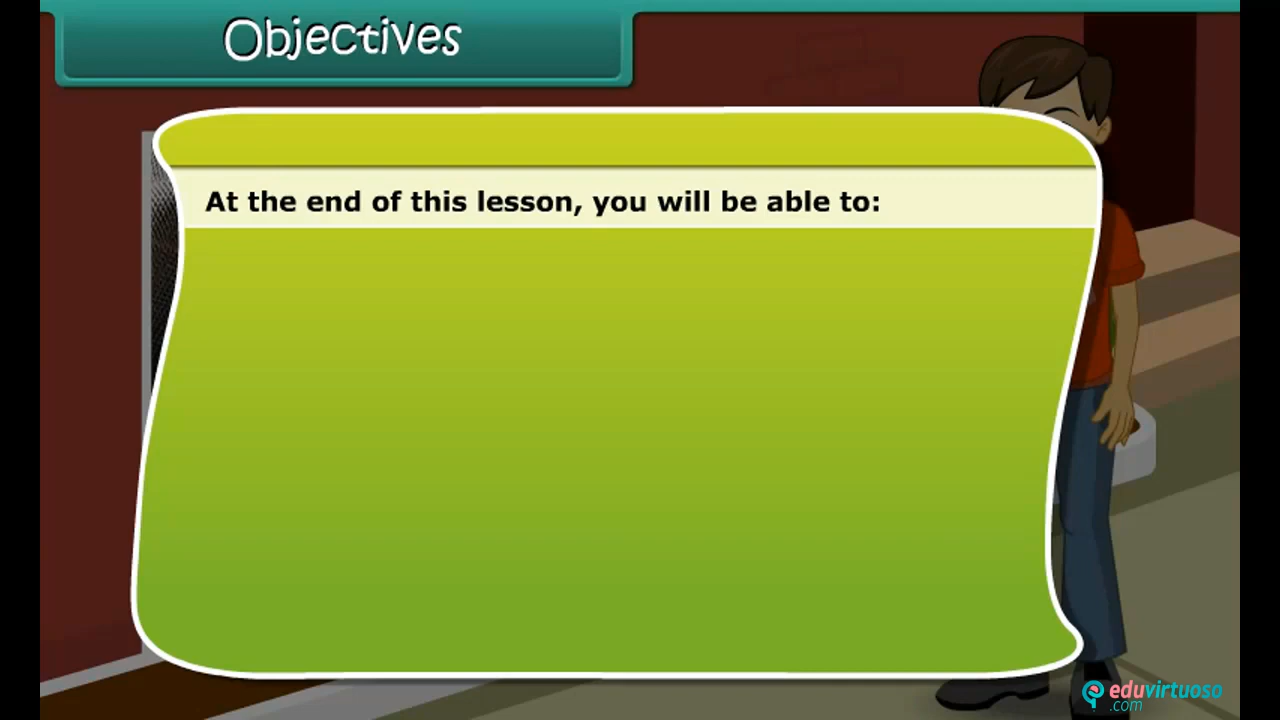 Objectives
At the end of this lesson, you will be able to:
eduvirtuoso
.com